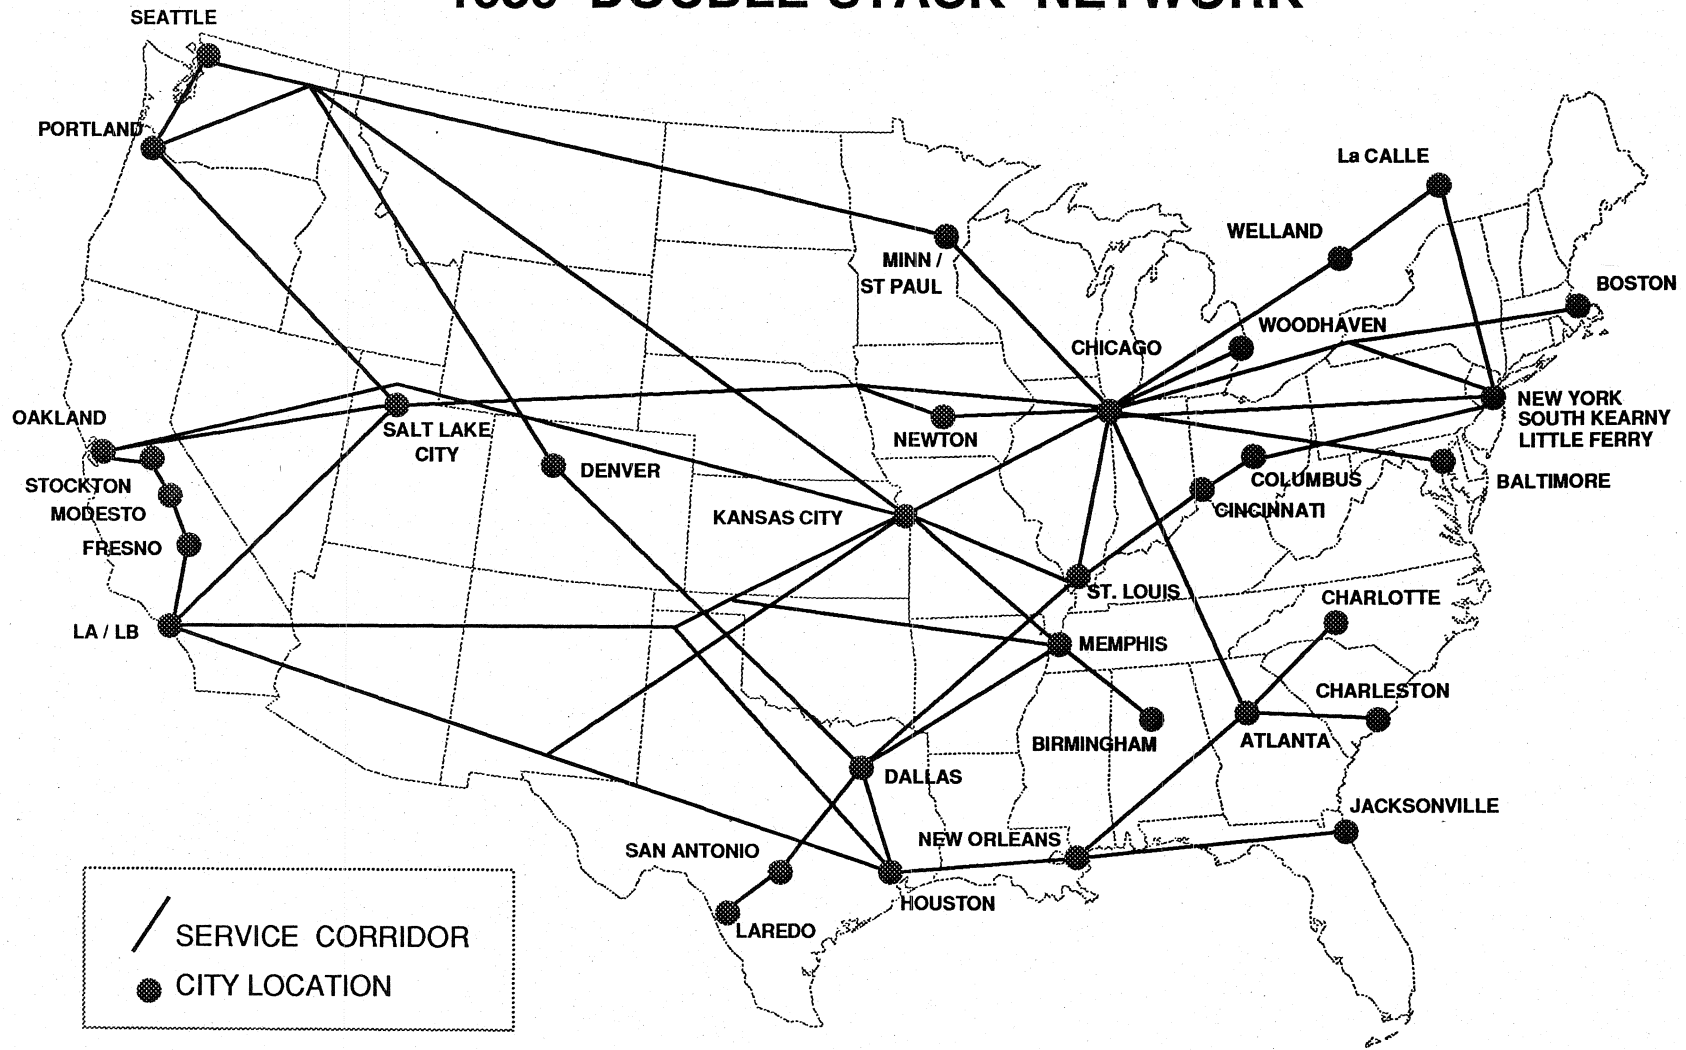 DOUBLE STACK NETWORK
SEATTLE
PORTLAND
La CALLE
WELLAND
MINN /
ST PAUL
BOSTON
WOODHAVEN
CHICAGO
OAKLAND
NEW YORK
SOUTH KEARNY
LITTLE FERRY
SALT LAKE
CITY
NEWTON
DENVER
COLUMBUS
BALTIMORE
STOCKTON
MODESTO
KANSAS CITY
CINCINNATI
FRESNO
ST. LOUIS
CHARLOTTE
LA / LB
MEMPHIS
CHARLESTON
BIRMINGHAM
ATLANTA
DALLAS
JACKSONVILLE
NEW ORLEANS
SAN ANTONIO
HOUSTON
LAREDO
SERVICE CORRIDOR
CITY LOCATION